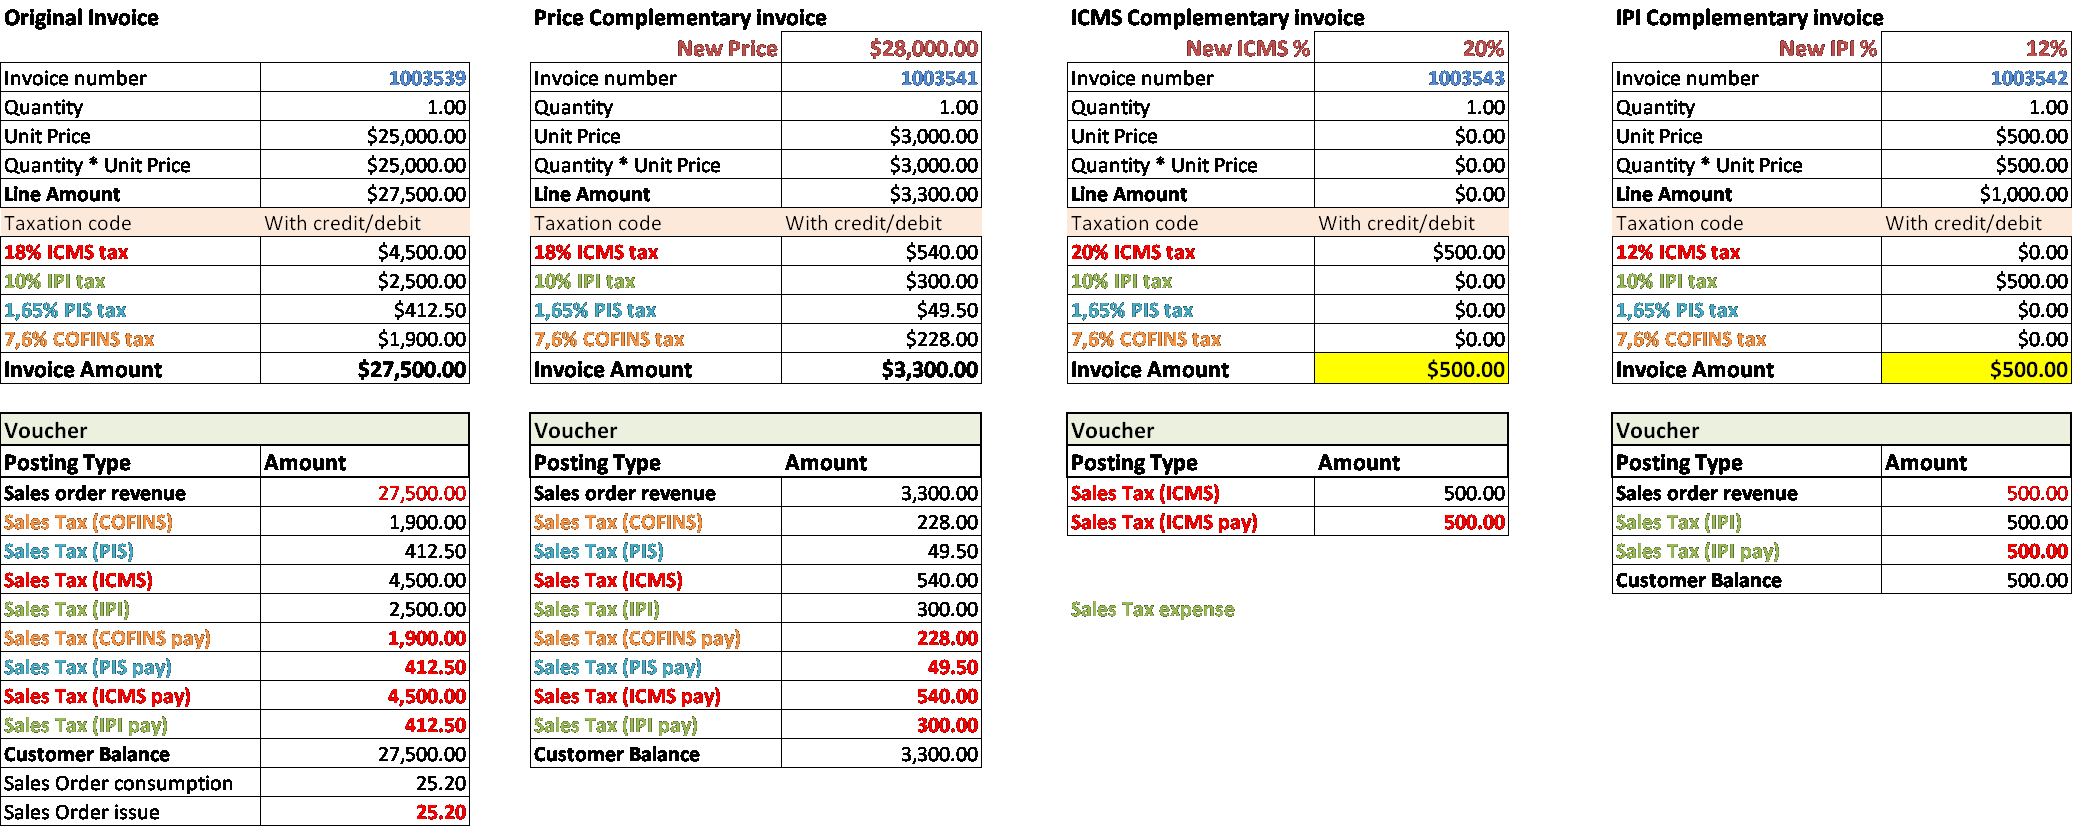 Original Invoice
Invoice number 1003539
Quantity 1.00
Unit Price $25,000.00
Quantity * Unit Price $25,000.00
Line Amount $27,500.00
Taxation code With credit/debit
18% ICMS tax $4,500.00
10% IPI tax $2,500.00
1,65% PIS tax $412.50
7,6% COFINS tax $1,900.00
Invoice Amount $27,500.00
Voucher
Posting Type Amount
Sales order revenue 27,500.00
Sales Tax (COFINS) 1,900.00
Sales Tax (PIS) 412.50
Sales Tax (ICMS) 4,500.00
Sales Tax (IPI) 2,500.00
Sales Tax (COFINS pay) 1,900.00
Sales Tax (PIS pay) 412.50
Sales Tax (ICMS pay) 4,500.00
Sales Tax (IPI pay) 412.50
Customer Balance 27,500.00
Sales Order consumption 25.20
Sales Order issue 25.20
Price Complementary invoice
New Price $28,000.00
Invoice number 1003541
Quantity 1.00
Unit Price $3,000.00
Quantity * Unit Price $3,000.00
Line Amount $3,300.00
Taxation code With credit/debit
18% ICMS tax $540.00
10% IPI tax $300.00
1,65% PIS tax $49.50
7,6% COFINS tax $228.00
Invoice Amount $3,300.00
Voucher
Posting Type Amount
Sales order revenue 3,300.00
Sales Tax (COFINS) 228.00
Sales Tax (PIS) 49.50
Sales Tax (ICMS) 540.00
Sales Tax (IPI) 300.00
Sales Tax (COFINS pay) 228.00
Sales Tax (PIS pay) 49.50
Sales Tax (ICMS pay) 540.00
Sales Tax (IPI pay) 300.00
Customer Balance 3,300.00
ICMS Complementary invoice
New ICMS % 20%
Invoice number 1003543
Quantity 1.00
Unit Price $0.00
Quantity * Unit Price $0.00
Line Amount $0.00
Taxation code With credit/debit
20% ICMS tax $500.00
10% IPI tax $0.00
1,65% PIS tax $0.00
7,6% COFINS tax $0.00
Invoice Amount $500.00
Voucher
Posting Type Amount
Sales Tax (ICMS) 500.00
Sales Tax (ICMS pay) 500.00
Sales Tax expense
IPI Complementary invoice
New IPI % 12%
Invoice number 1003542
Quantity 1.00
Unit Price $500.00
Quantity * Unit Price $500.00
Line Amount $1,000.00
Taxation code With credit/debit
12% ICMS tax $0.00
10% IPI tax $500.00
1,65% PIS tax $0.00
7,6% COFINS tax $0.00
Invoice Amount $500.00
Voucher
Posting Type Amount
Sales order revenue 500.00
Sales Tax (IPI) 500.00
Sales Tax (IPI pay) 500.00
Customer Balance 500.00